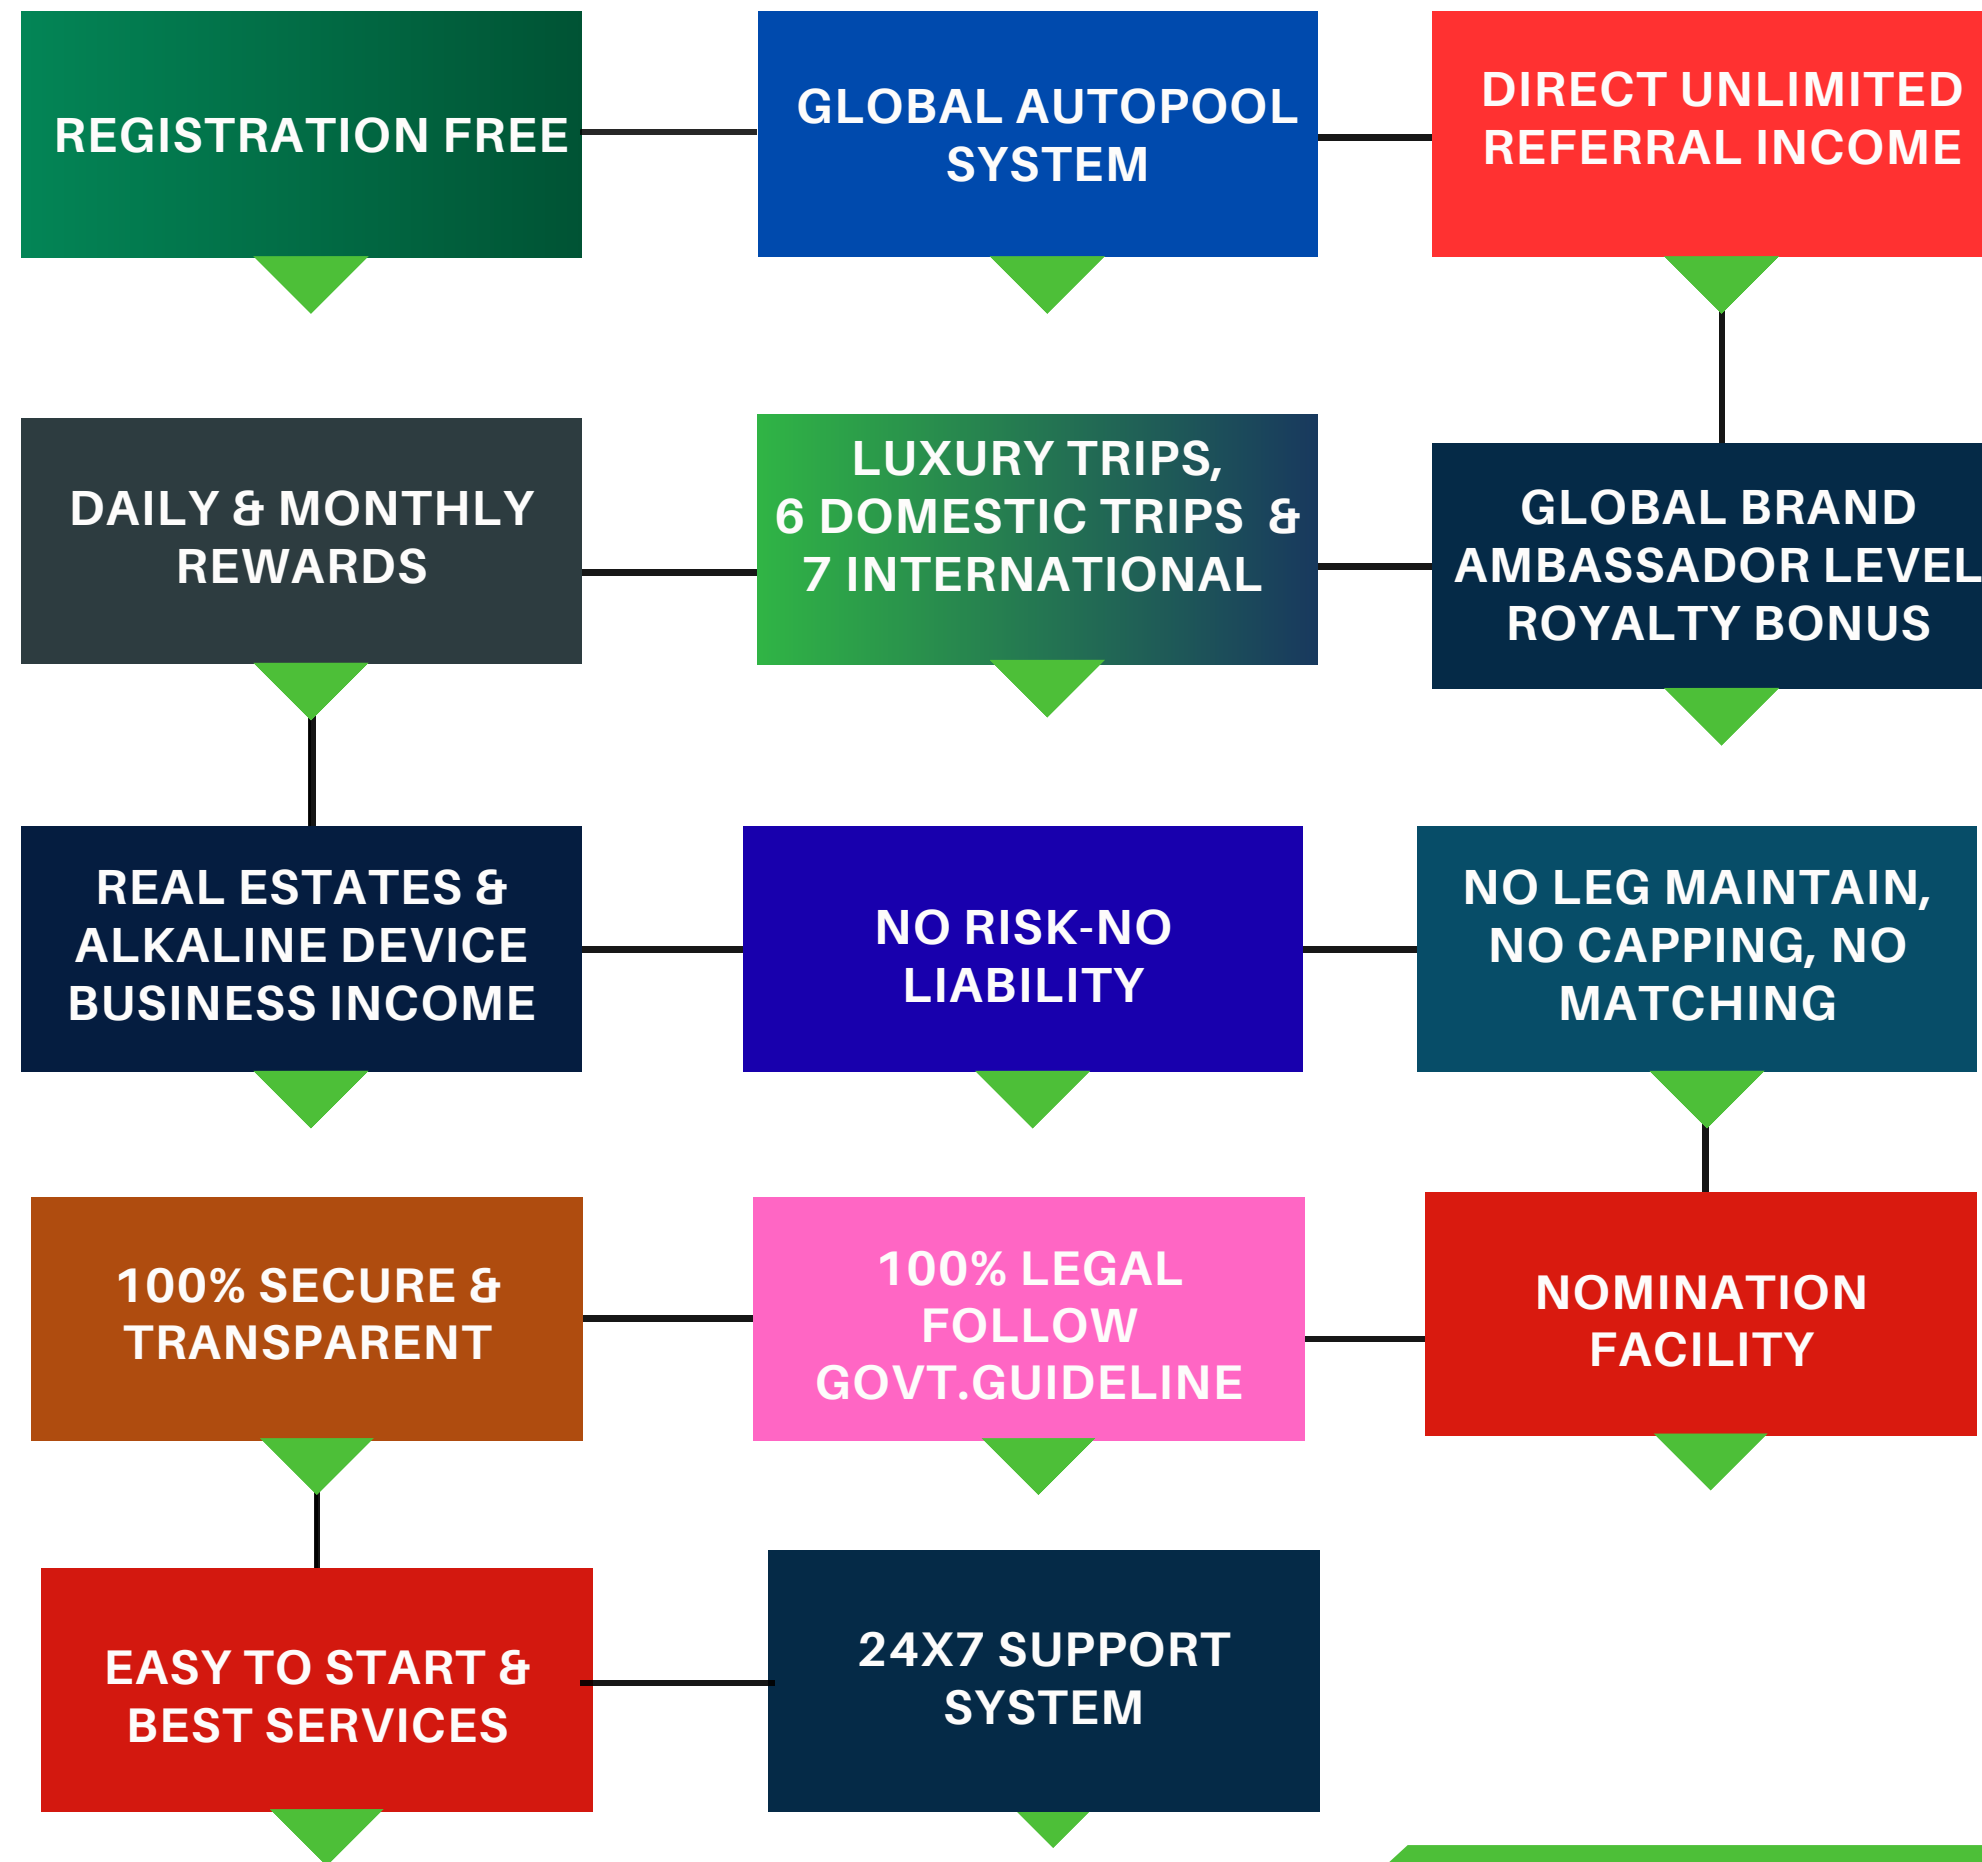 REGISTRATION FREE
GLOBAL AUTOPOOL
SYSTEM
DIRECT UNLIMITED
REFERRAL INCOME
DAILY & MONTHLY
REWARDS
LUXURY TRIPS,
6 DOMESTIC TRIPS &
7 INTERNATIONAL
GLOBAL BRAND
AMBASSADOR LEVEL
ROYALTY BONUS
REAL ESTATES &
ALKALINE DEVICE
BUSINESS INCOME
NO RISK-NO
LIABILITY
NO LEG MAINTAIN,
NO CAPPING, NO
MATCHING
100% SECURE &
TRANSPARENT
100% LEGAL
FOLLOW
GOVT.GUIDELINE
NOMINATION
FACILITY
EASY TO START &
BEST SERVICES
24X7 SUPPORT
SYSTEM